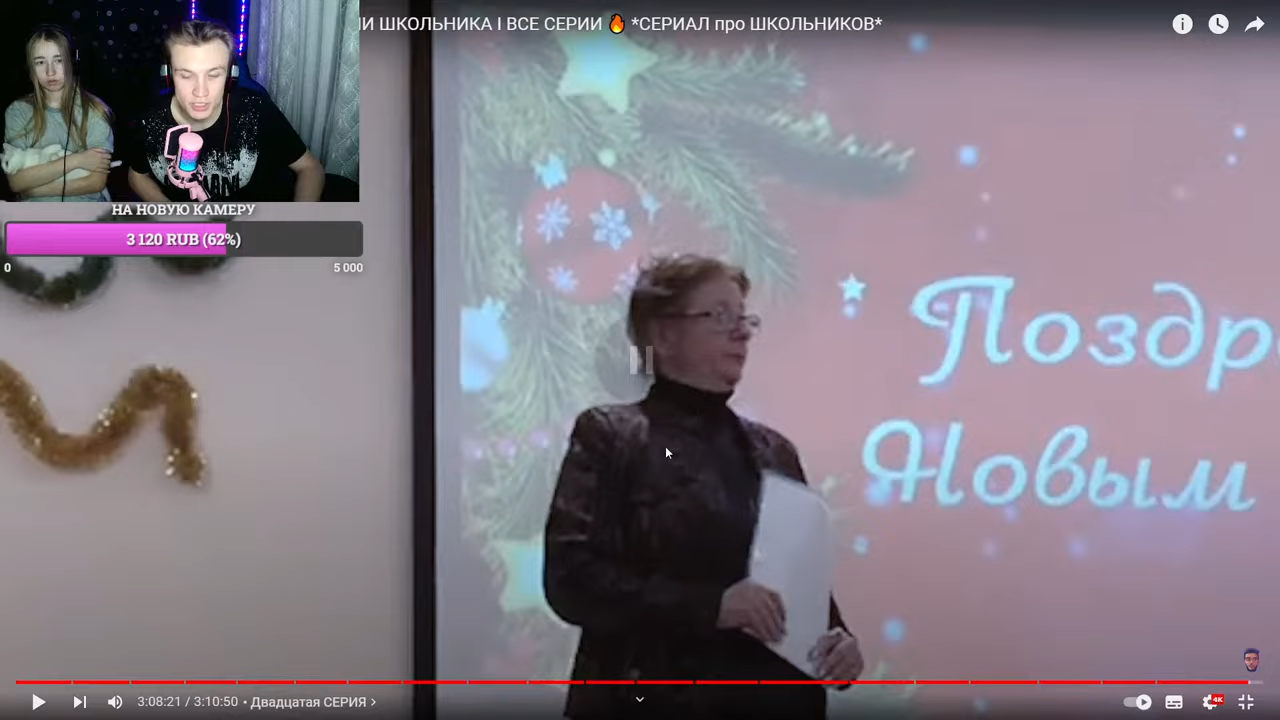 И ШКОЛЬНИКА I ВСЕ СЕРИИ 🔥 *СЕРИАЛ про ШКОЛЬНИКОВ*
НА НОВУЮ КАМЕРУ
3 120 RUB (62%)
0
5 000
Поздр
Новым
3:08:21 / 3:10:50 • Двадцатая СЕРИЯ >
4K